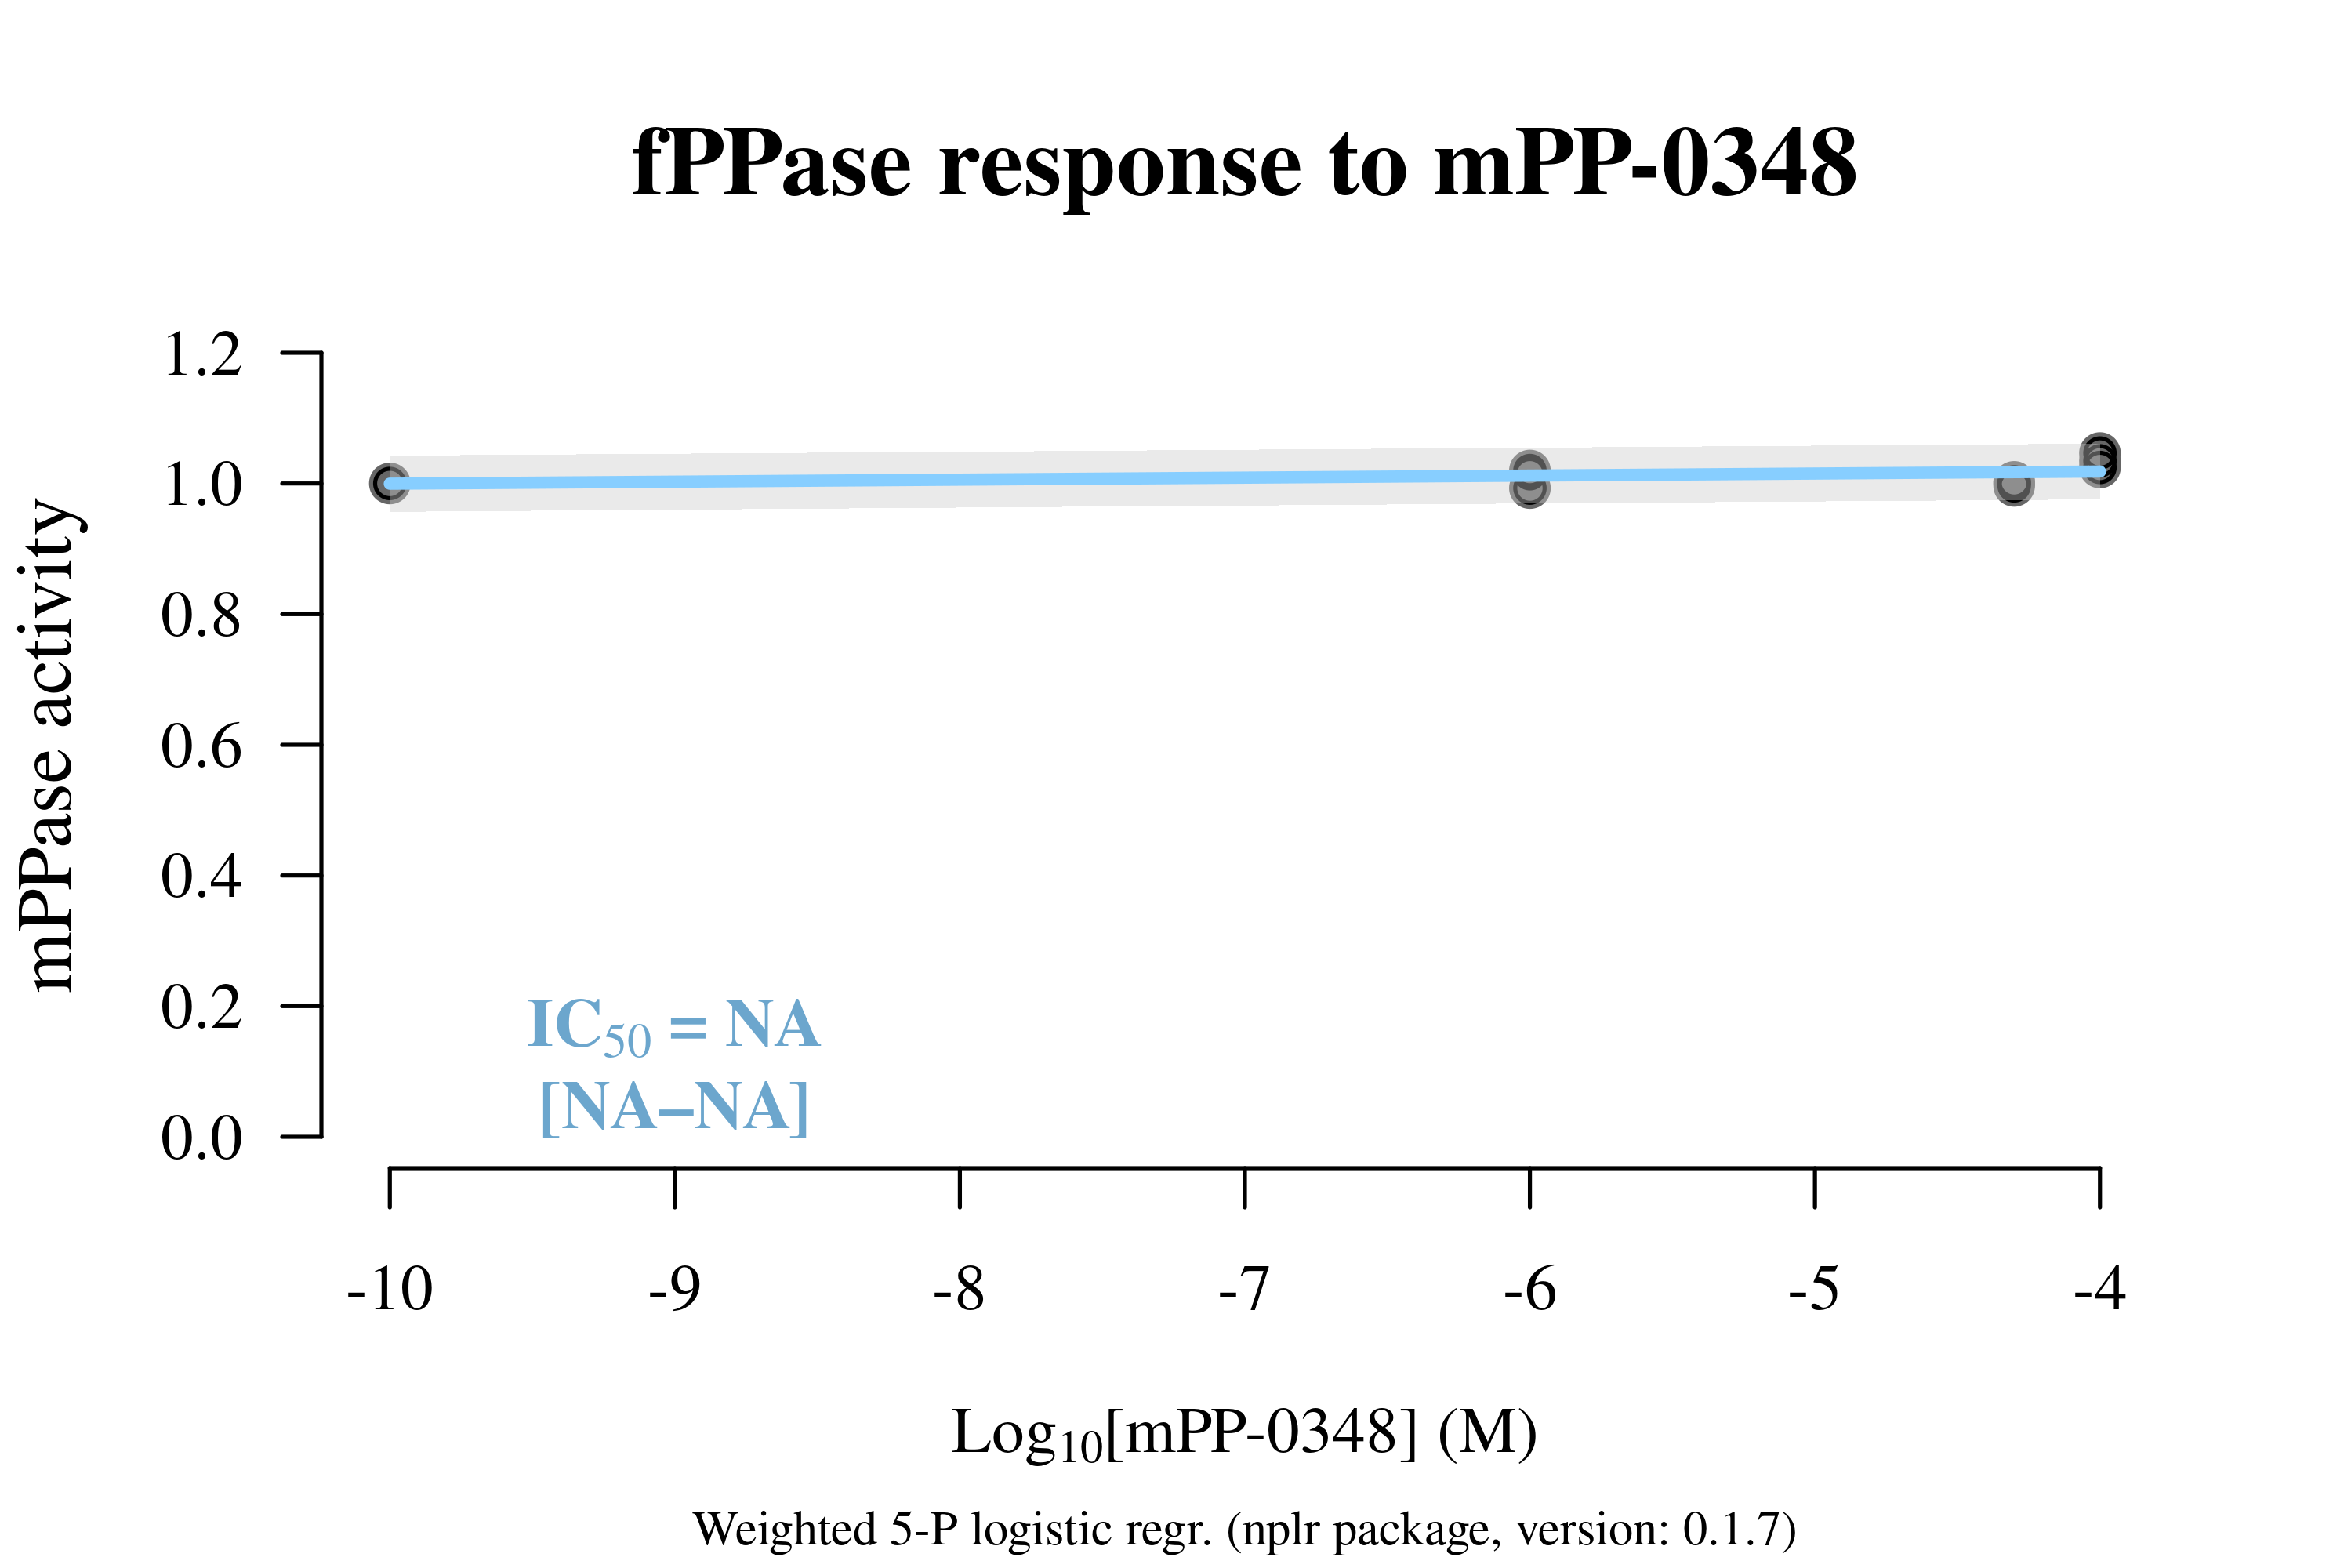 fPPase response to mPP-0348
mPPase activity
1.2
1.0
0.8
0.6
0.4
0.2
0.0
IC50 = NA
[NA–NA]
-10 -9 -8 -7 -6 -5 -4
Log10[mPP-0348] (M)
Weighted 5-P logistic regr. (nplr package, version: 0.1.7)